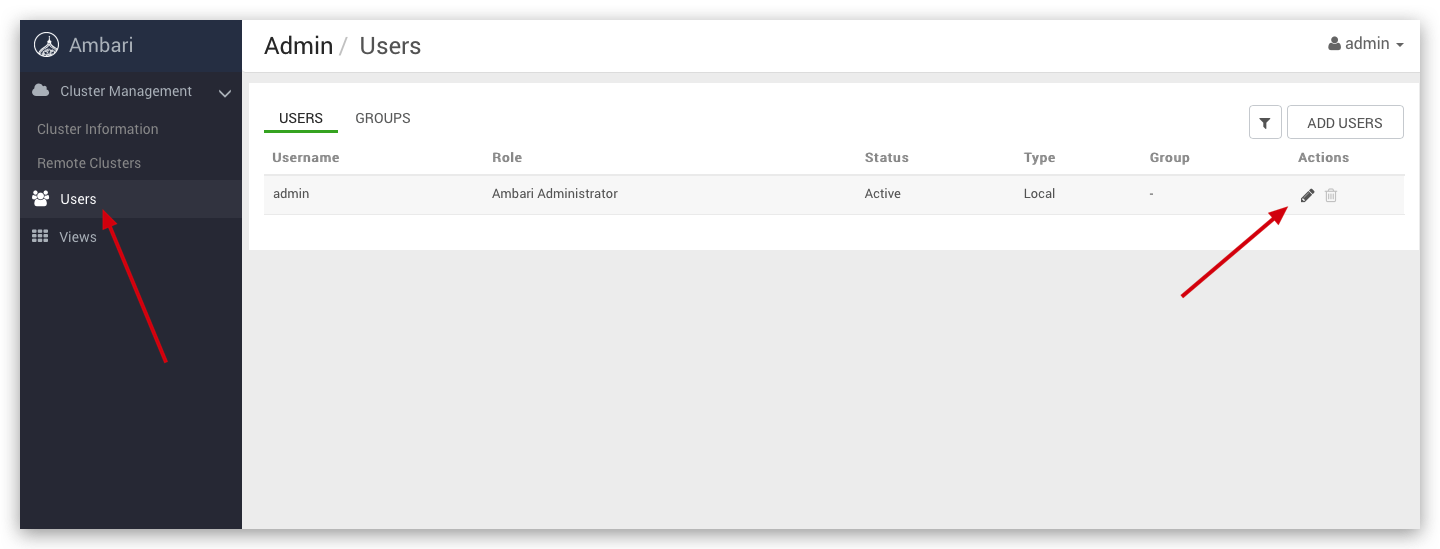 Ambari
Admin / Users
admin
Cluster Management
Cluster Information
Remote Clusters
Users
Views
USERS GROUPS
ADD USERS
Username Role Status Type Group Actions
admin Ambari Administrator Active Local -